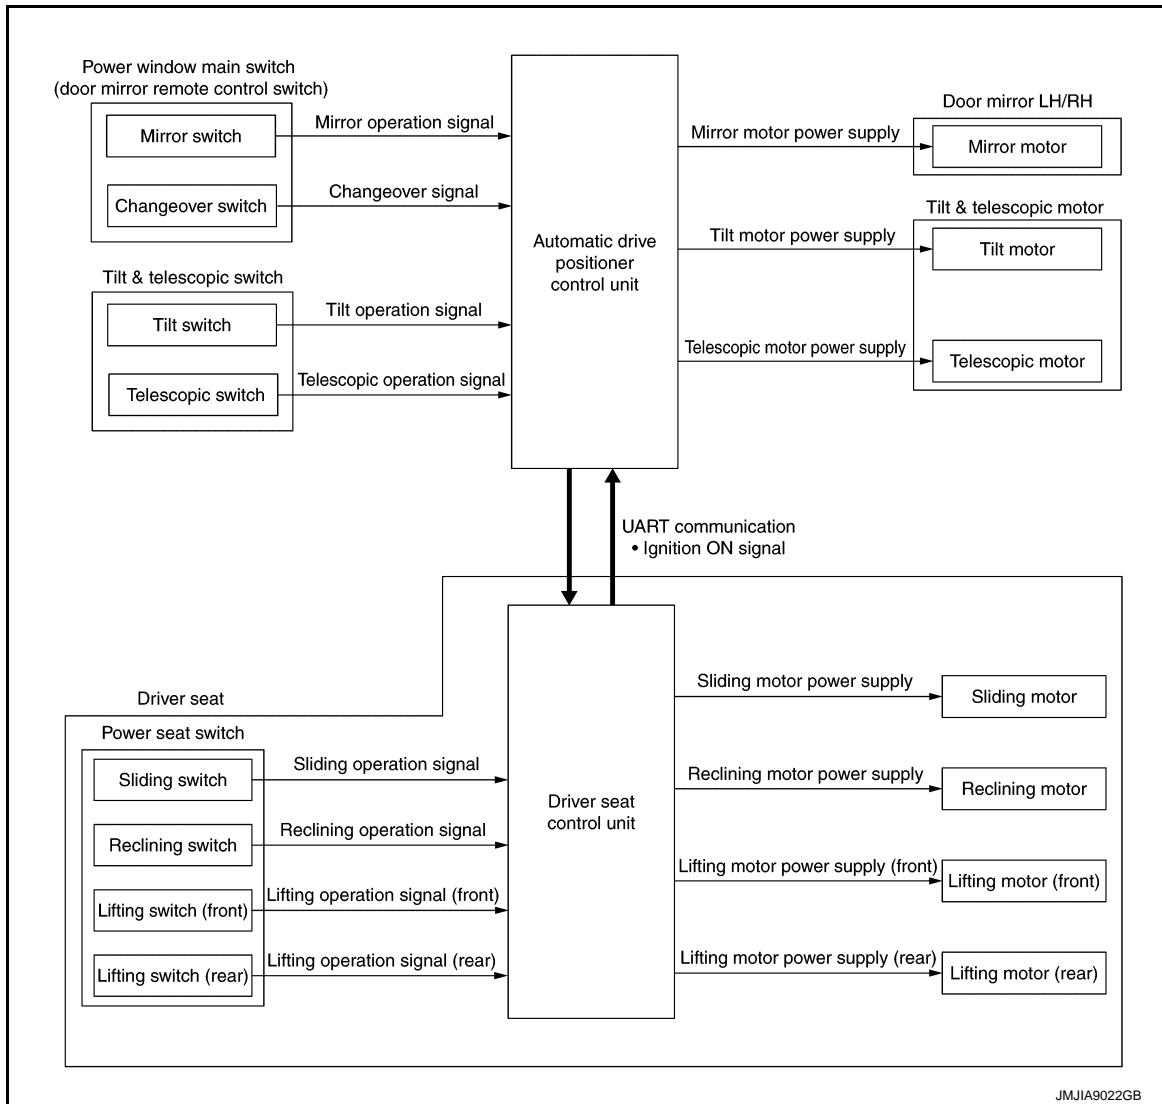 Power window main switch
(door mirror remote control switch)
Mirror switch
Mirror operation signal
Changeover switch
Changeover signal
Tilt & telescopic switch
Tilt switch
Tilt operation signal
Telescopic switch
Telescopic operation signal
Automatic drive
positioner
control unit
Mirror motor power supply
Door mirror LH/RH
Mirror motor
Tilt & telescopic motor
Tilt motor power supply
Tilt motor
Telescopic motor power supply
Telescopic motor
UART communication
• Ignition ON signal
Driver seat
Power seat switch
Sliding switch
Sliding operation signal
Reclining switch
Reclining operation signal
Lifting switch (front)
Lifting operation signal (front)
Lifting switch (rear)
Lifting operation signal (rear)
Driver seat
control unit
Sliding motor power supply
Sliding motor
Reclining motor power supply
Reclining motor
Lifting motor power supply (front)
Lifting motor (front)
Lifting motor power supply (rear)
Lifting motor (rear)
JMJIA9022GB